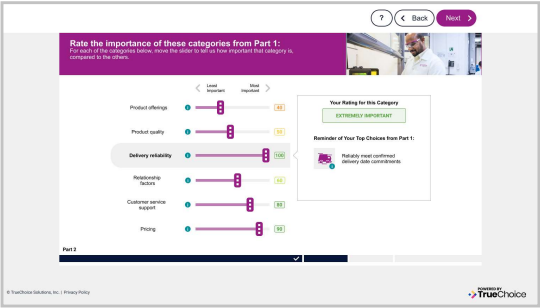 ?
Back
Next
Rate the importance of these categories from Part 1:
For each of the categories below, move the slider to tell us how important that category is,
compared to the others.
Least
Important
Most
Important
Product offerings
Product quality
Delivery reliability
100
Relationship
factors
Customer service
support
80
Pricing
90
Your Rating for this Category
EXTREMELY IMPORTANT
Reminder of Your Top Choices from Part 1:
Reliably meet confirmed
delivery date commitments
Part 2
© TrueChoice Solutions, Inc. | Privacy Policy
POWERED BY
TrueChoice